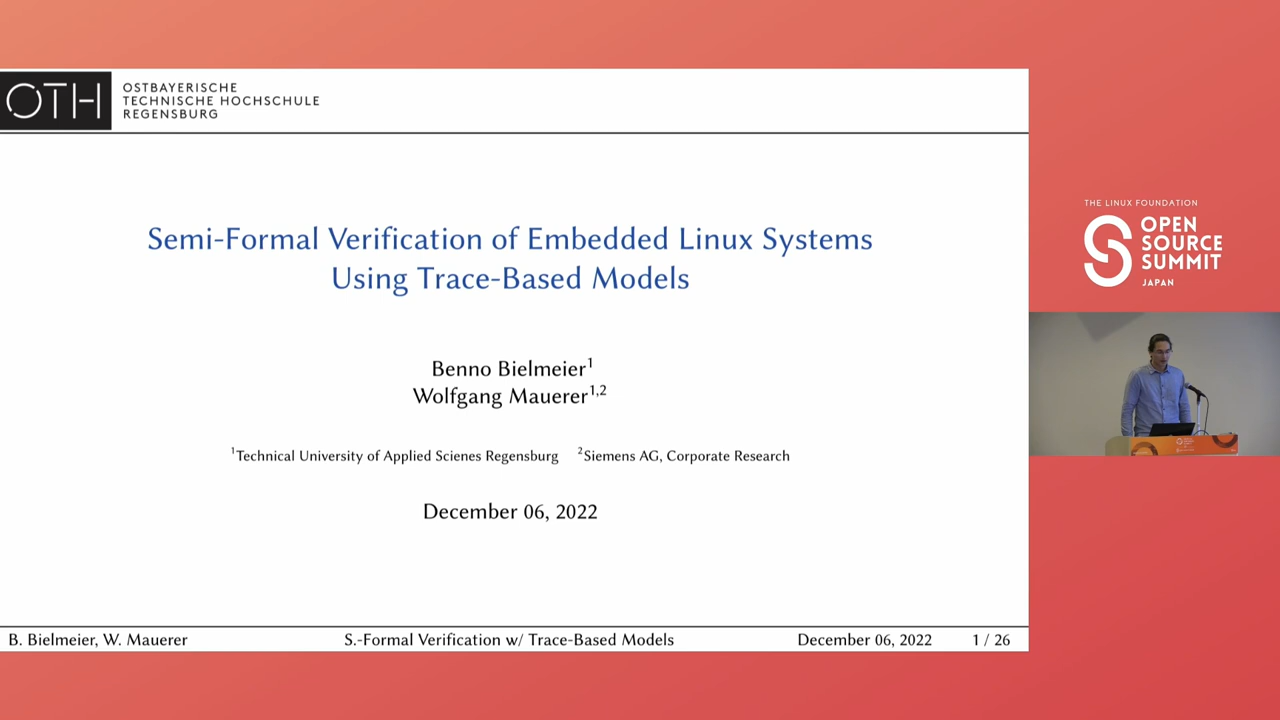 OTH
OSTBAYERISCHE
TECHNISCHE HOCHSCHULE
REGENSBURG
Semi-Formal Verification of Embedded Linux Systems
Using Trace-Based Models
Benno Bielmeier1
Wolfgang Mauerer1,2
1Technical University of Applied Scienes Regensburg 2Siemens AG, Corporate Research
December 06, 2022
B. Bielmeier, W. Mauerer S.-Formal Verification w/ Trace-Based Models December 06, 2022 1 / 26
THE LINUX FOUNDATION
OPEN
SOURCE
SUMMIT
JAPAN